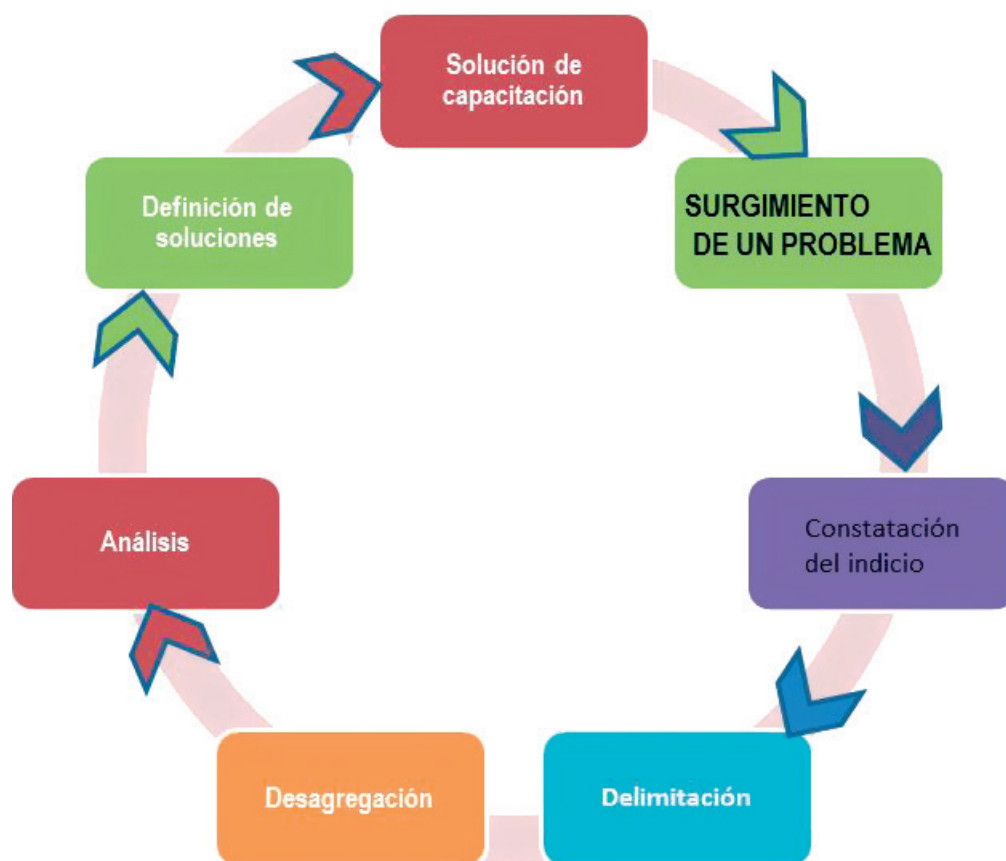 Solución de
capacitación
SURGIMIENTO
DE UN PROBLEMA
Constatación
del indicio
Delimitación
Desagregación
Análisis
Definición de
soluciones